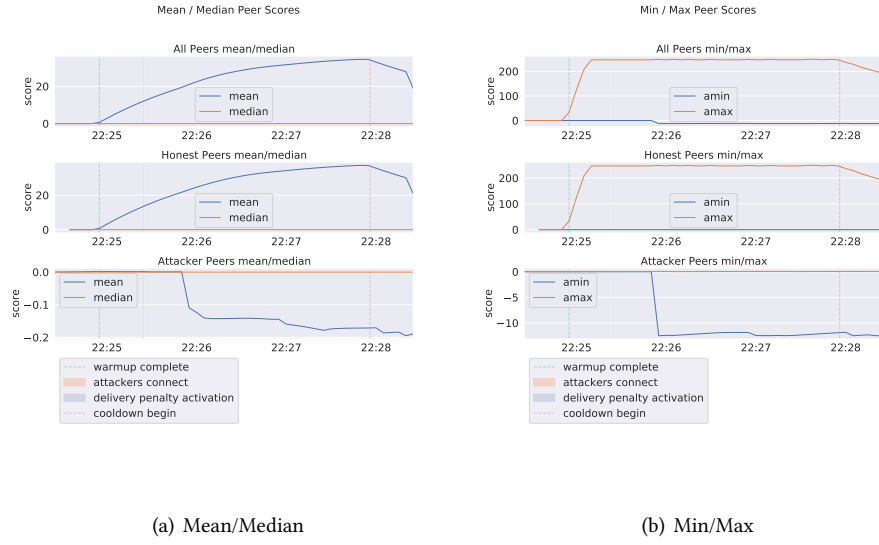 Mean / Median Peer Scores
All Peers mean/median
score
20
0
mean
median
22:25 22:26 22:27 22:28
Honest Peers mean/median
score
20
0
mean
median
22:25 22:26 22:27 22:28
Attacker Peers mean/median
score
0.0
−0.1
−0.2
mean
median
22:25 22:26 22:27 22:28
warmup complete
attackers connect
delivery penalty activation
cooldown begin
(a) Mean/Median
Min / Max Peer Scores
All Peers min/max
score
200
100
0
amin
amax
22:25 22:26 22:27 22:28
Honest Peers min/max
score
200
100
0
amin
amax
22:25 22:26 22:27 22:28
Attacker Peers min/max
score
0
−5
−10
amin
amax
22:25 22:26 22:27 22:28
warmup complete
attackers connect
delivery penalty activation
cooldown begin
(b) Min/Max